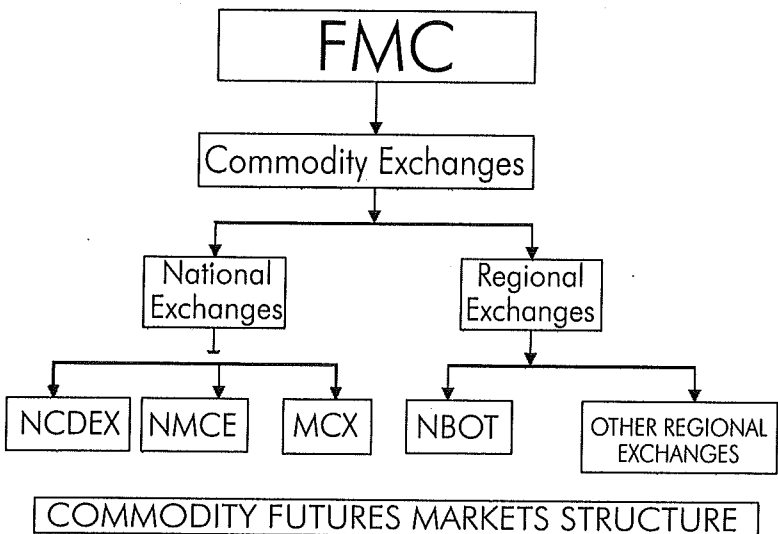 FMC
Commodity Exchanges
National
Exchanges
Regional
Exchanges
NCDEX
NMCE
MCX
NBOT
OTHER REGIONAL
EXCHANGES
COMMODITY FUTURES MARKETS STRUCTURE